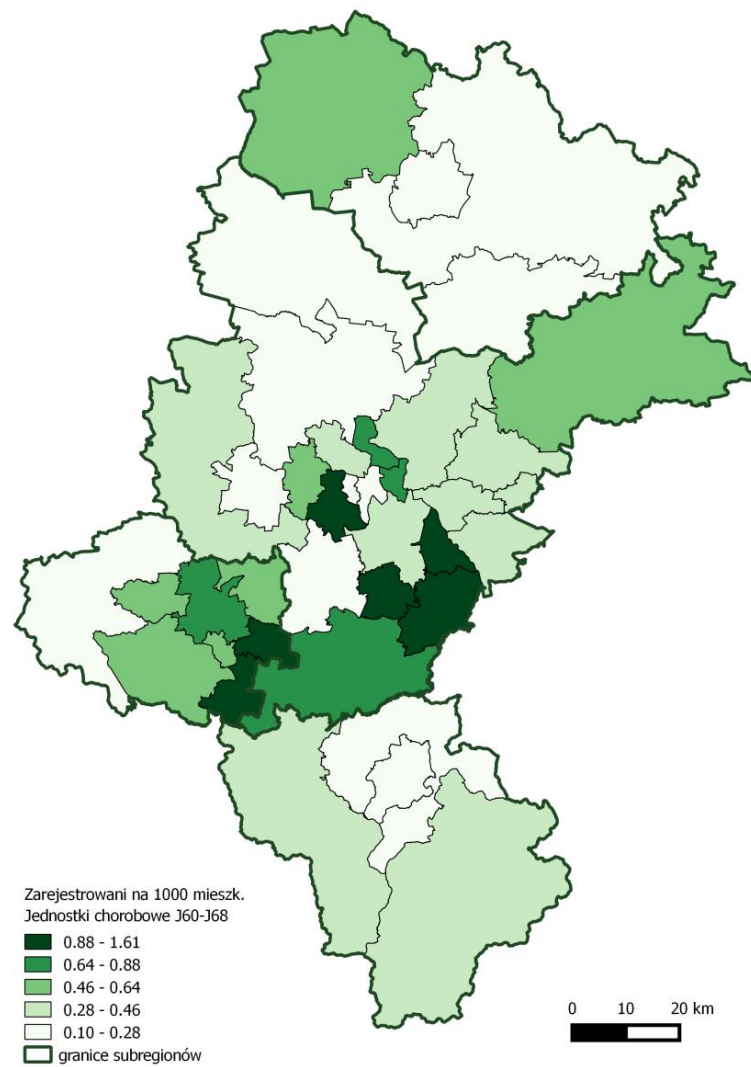 Zarejestrowani na 1000 mieszk.
Jednostki chorobowe J60-J68
0.88 - 1.61
0.64 - 0.88
0.46 - 0.64
0.28 - 0.46
0.10 - 0.28
granice subregionów
0 10 20 km